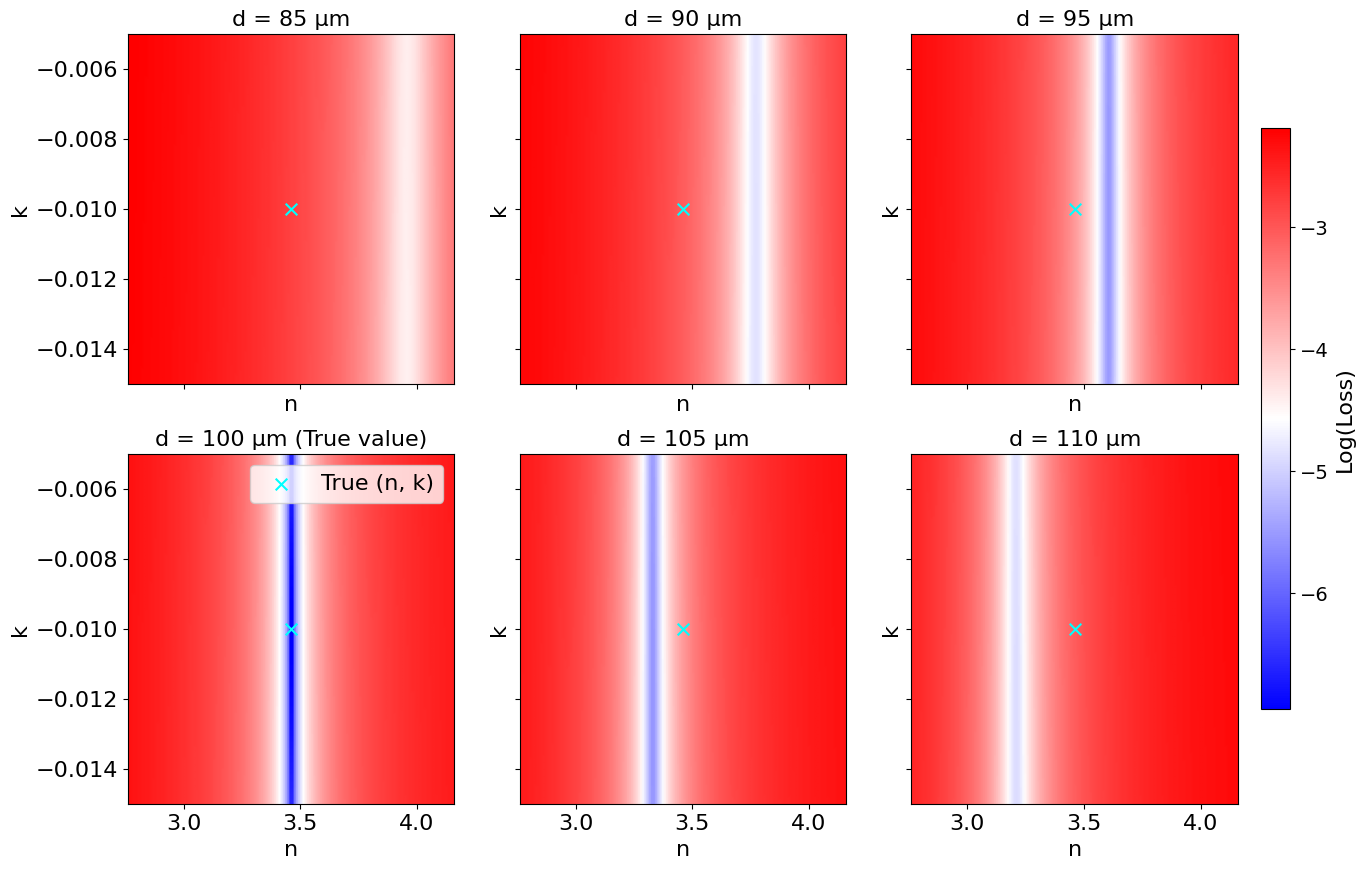 d = 85 μm
d = 90 μm
d = 95 μm
−0.006
−0.008
−0.010
−0.012
−0.014
k
k
k
n
n
n
d = 100 μm (True value)
d = 105 μm
d = 110 μm
True (n, k)
−0.006
−0.008
−0.010
−0.012
−0.014
k
k
k
3.0 3.5 4.0
3.0 3.5 4.0
3.0 3.5 4.0
n
n
n
−3
−4
−5
−6
Log(Loss)